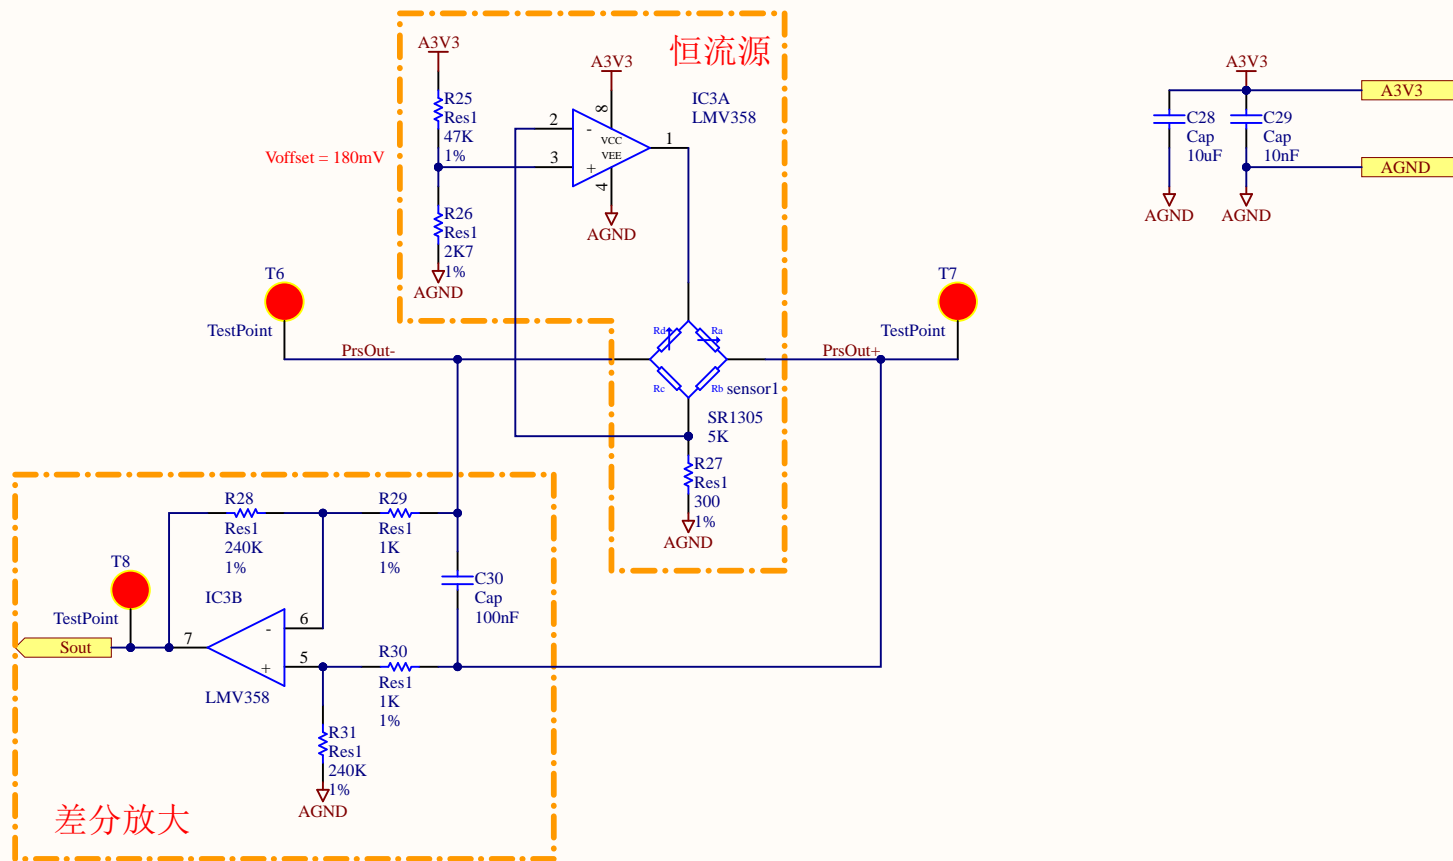 恒流源
A3V3
R25
Res1
47K
1%
Voffset = 180mV
R26
Res1
2K7
1%
AGND
A3V3
8
IC3A
LMV358
2
-
VCC
VEE
3
+
1
4
AGND
A3V3
C28
Cap
10uF
AGND
C29
Cap
10nF
AGND
A3V3
AGND
T6
TestPoint
PrsOut-
T7
TestPoint
PrsOut+
Rd
Ra
Rc
Rb
sensor1
SR1305
5K
R27
Res1
300
1%
AGND
R28
Res1
240K
1%
R29
Res1
1K
1%
C30
Cap
100nF
T8
TestPoint
IC3B
6
-
7
Sout
5
+
LMV358
R30
Res1
1K
1%
R31
Res1
240K
1%
AGND
差分放大